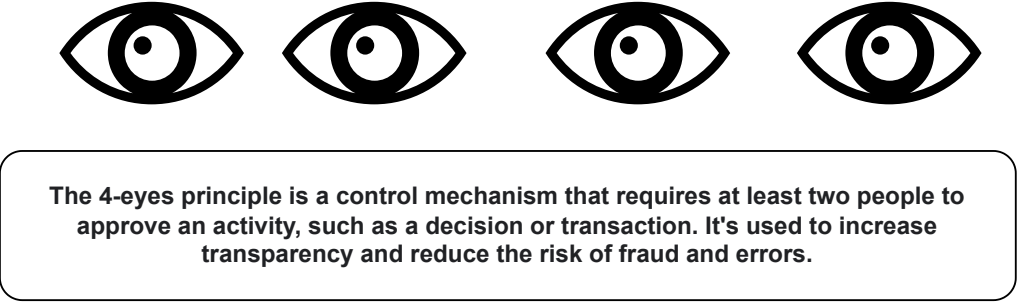 The 4-eyes principle is a control mechanism that requires at least two people to
approve an activity, such as a decision or transaction. It's used to increase
transparency and reduce the risk of fraud and errors.